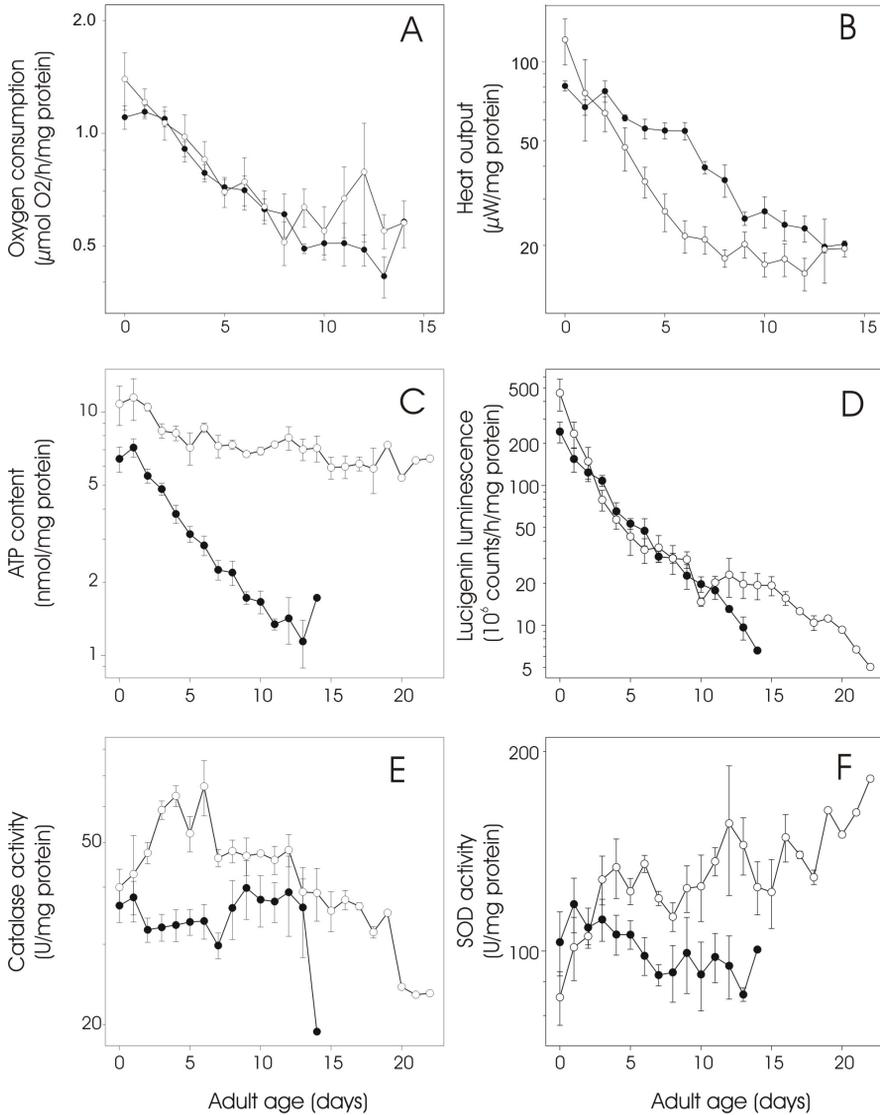 A
Oxygen consumption
(µmol O2/h/mg protein)
2.0
1.0
0.5
0 5 10 15
B
Heat output
(µW/mg protein)
100
50
20
0 5 10 15
C
ATP content
(nmol/mg protein)
10
5
2
1
0 5 10 15 20
D
Lucigenin luminescence
(10⁶ counts/h/mg protein)
500
200
100
50
20
10
5
0 5 10 15 20
E
Catalase activity
(U/mg protein)
50
20
0 5 10 15 20
Adult age (days)
F
SOD activity
(U/mg protein)
200
100
0 5 10 15 20
Adult age (days)